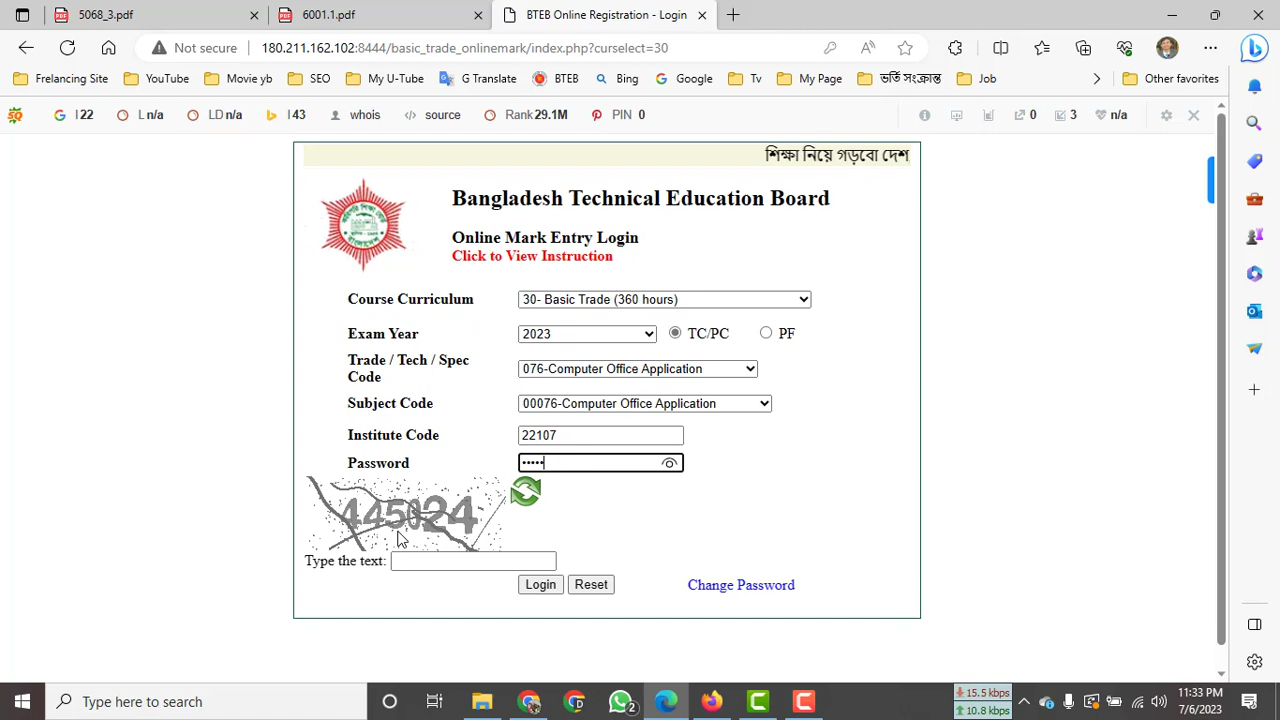 5068_3.pdf
6001.1.pdf
BTEB Online Registration - Login
Not secure
180.211.162.102:8444/basic_trade_onlinemark/index.php?curselect=30
Frelancing Site
YouTube
Movie yb
SEO
My U-Tube
G Translate
BTEB
Bing
Google
Tv
My Page
ভর্তি সংক্রান্ত
Job
Other favorites
I 22
L n/a
LD n/a
I 43
whois
source
Rank 29.1M
PIN 0
0
3
n/a
শিক্ষা নিয়ে গড়বো দেশ
Bangladesh Technical Education Board
Online Mark Entry Login
Click to View Instruction
Course Curriculum 30- Basic Trade (360 hours)
Exam Year 2023 TC/PC PF
Trade / Tech / Spec
Code
076-Computer Office Application
Subject Code 00076-Computer Office Application
Institute Code 22107
Password •••••
445024
Type the text:
Login Reset Change Password
Type here to search
2
15.5 kbps
10.8 kbps
11:33 PM
7/6/2023